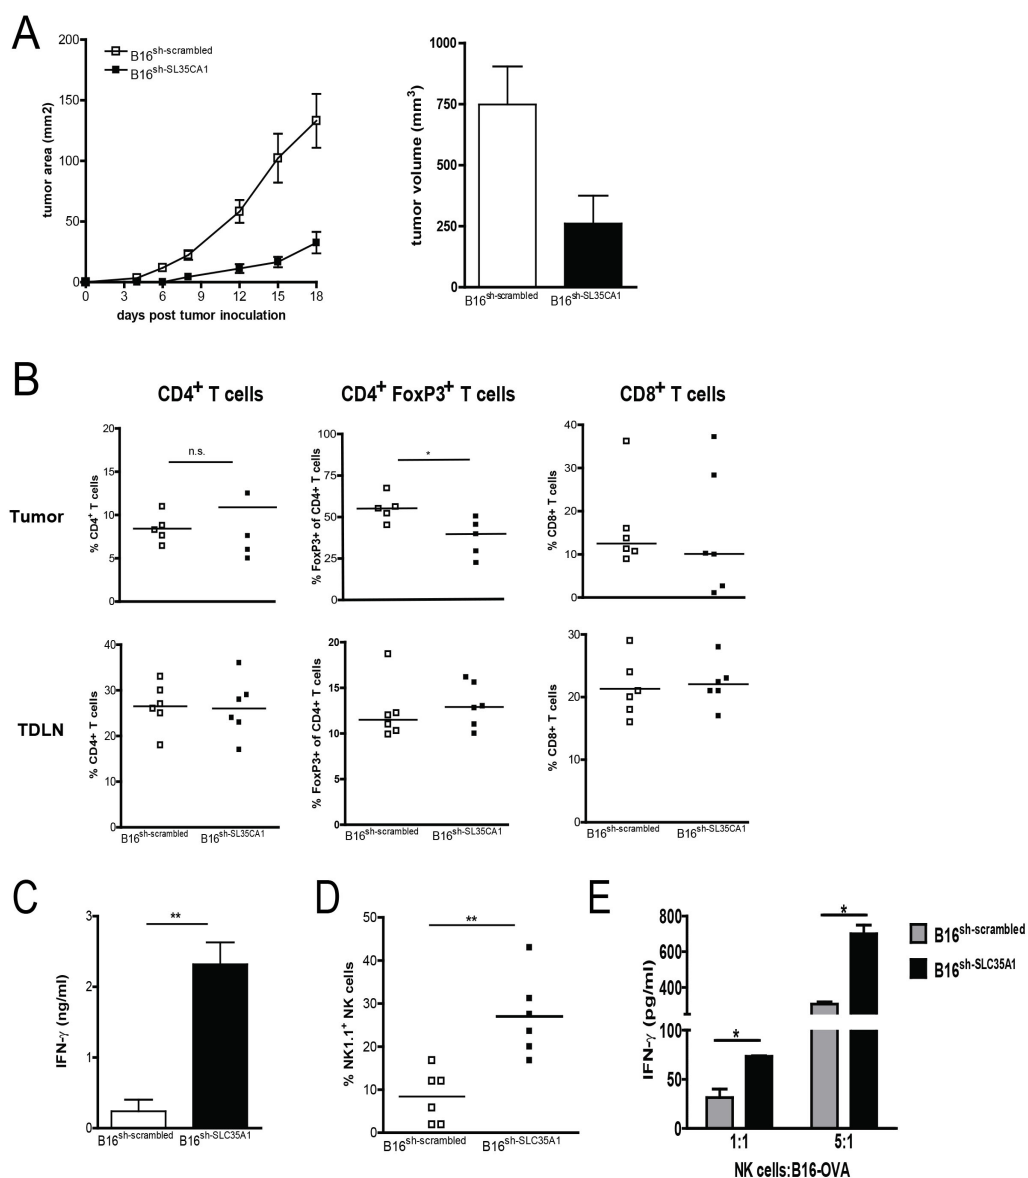 A
200
150
100
50
0
0 3 6 9 12 15 18
tumor area (mm2)
days post tumor inoculation
B16sh-scrambled
B16sh-SL35CA1
1000
750
500
250
0
tumor volume (mm3)
B16sh-scrambled B16sh-SL35CA1
B
CD4+ T cells CD4+ FoxP3+ T cells CD8+ T cells
Tumor
20
15
10
5
0
% CD4+ T cells
n.s.
100
75
50
25
0
% FoxP3+ of CD4+ T cells
*
40
30
20
10
0
% CD8+ T cells
TDLN
40
30
20
10
0
% CD4+ T cells
B16sh-scrambled B16sh-SL35CA1
20
15
10
5
0
% FoxP3+ of CD4+ T cells
B16sh-scrambled B16sh-SL35CA1
30
20
10
0
% CD8+ T cells
B16sh-scrambled B16sh-SL35CA1
C
3
2
1
0
IFN-γ (ng/ml)
**
B16sh-scrambled B16sh-SLC35A1
D
50
40
30
20
10
0
% NK1.1+ NK cells
**
B16sh-scrambled B16sh-SLC35A1
E
800
600
400
100
50
0
IFN-γ (pg/ml)
*
*
1:1 5:1
NK cells:B16-OVA
B16sh-scrambled
B16sh-SLC35A1